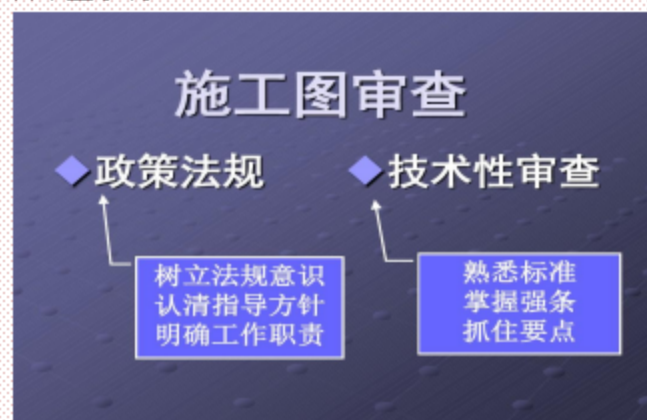 施工图审查
政策法规
技术性审查
树立法规意识
认清指导方针
明确工作职责
熟悉标准
掌握强条
抓住要点